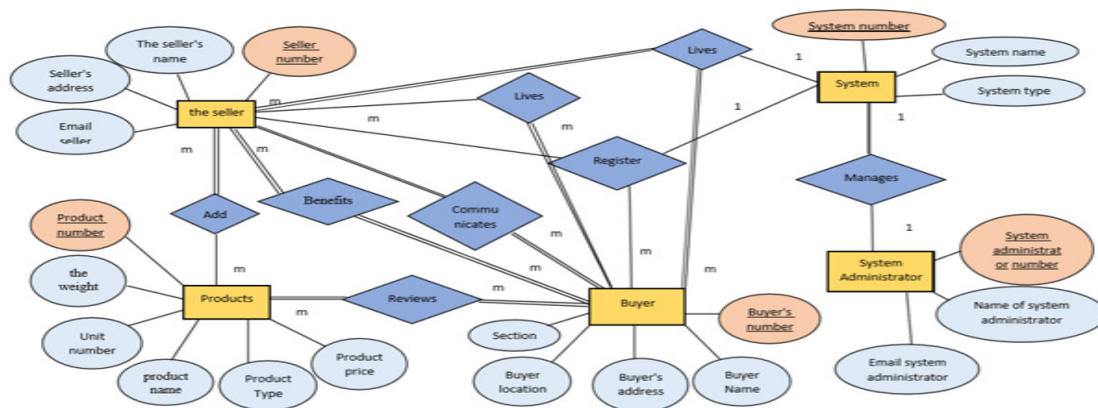 System number
The seller's
name
Seller
number
Lives
System name
Seller's
address
1
System
System type
Lives
the seller
m
m
m
1
1
Email
seller
m
m
Register
Manages
Benefits
Product
number
Add
Commu
nicates
m
m
1
System
administrat
or number
the
weight
m
m
m
System
Administrator
Products
Reviews
m
Buyer
m
Buyer's
number
Name of system
administrator
Unit
number
Section
product
name
Product
Type
Product
price
Buyer
location
Buyer's
address
Buyer
Name
Email system
administrator